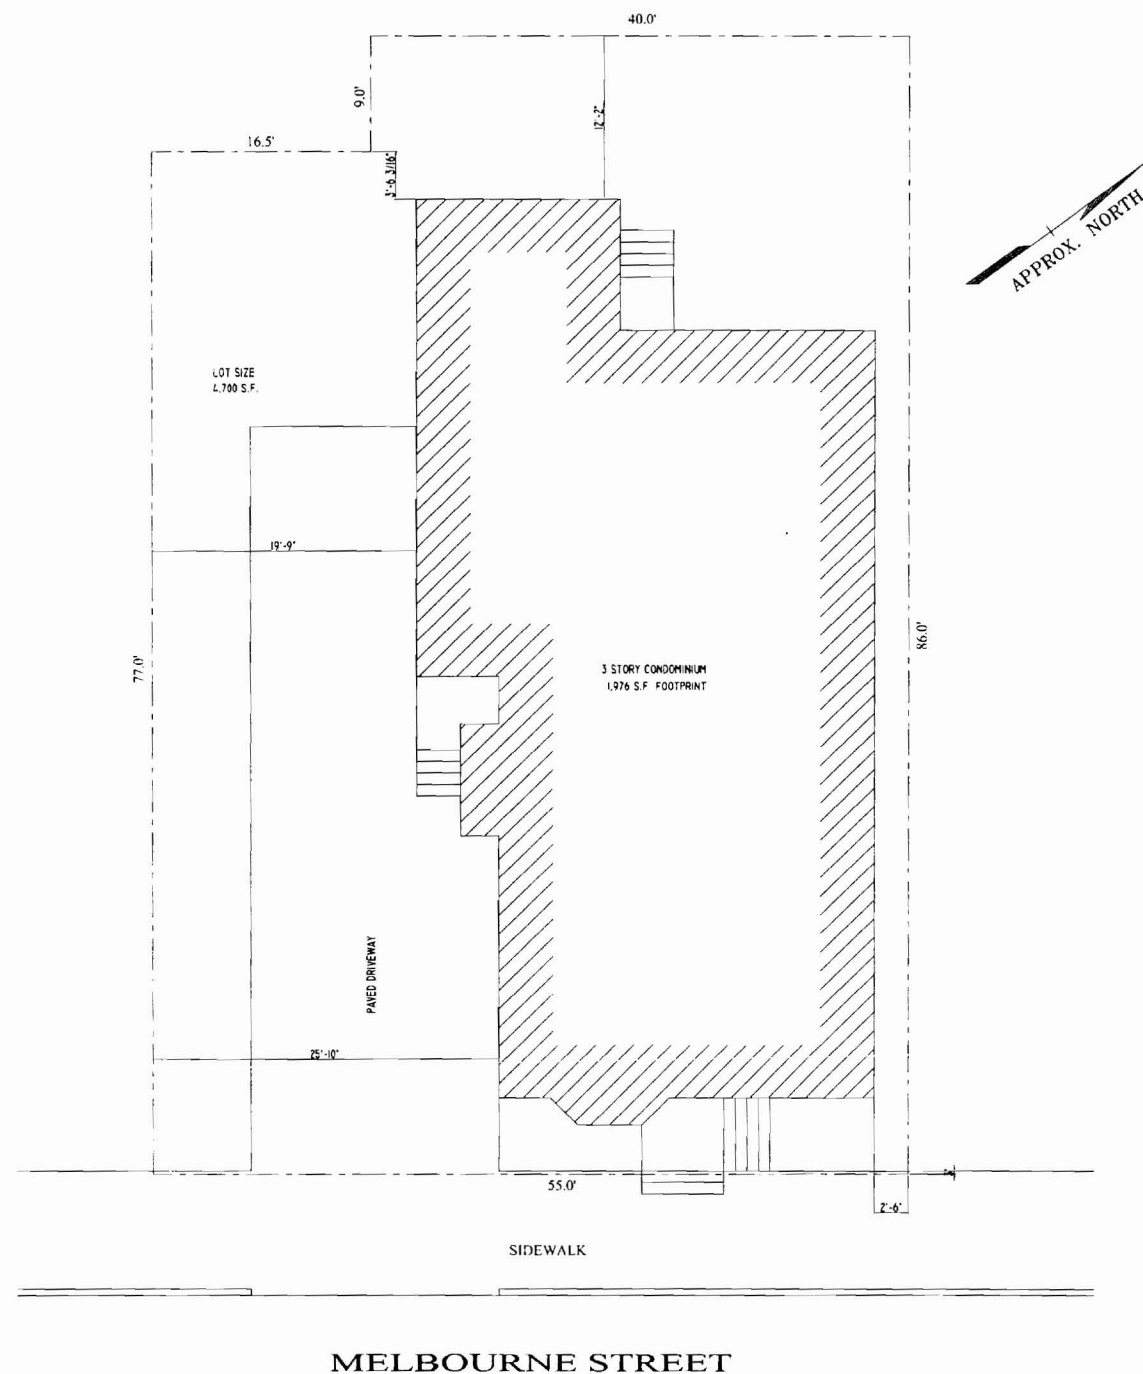 40.0'
9.0'
12'-2"
16.5'
3'-6 3/16"
APPROX. NORTH
LOT SIZE
4,700 S.F.
19'-9"
77.0'
86.0'
3 STORY CONDOMINIUM
1,976 S.F FOOTPRINT
PAVED DRIVEWAY
25'-10"
55.0'
2'-6"
SIDEWALK
MELBOURNE STREET